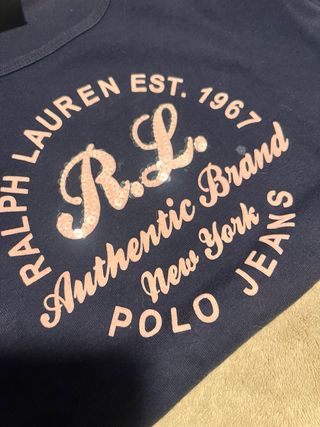 RALPH LAUREN EST. 1967
R.L.
Authentic Brand
New York
POLO JEANS